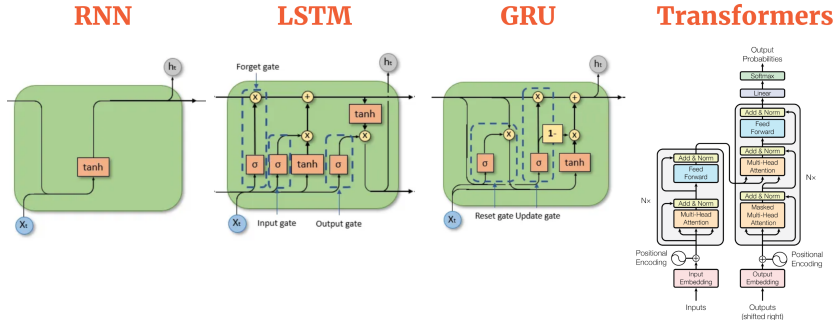 RNN
LSTM
GRU
Transformers
hₜ
tanh
Xₜ
Forget gate
hₜ
x
+
tanh
x
x
σ
σ
tanh
σ
Xₜ
Input gate
Output gate
hₜ
x
+
x
1-
x
σ
σ
tanh
Xₜ
Reset gate
Update gate
Output
Probabilities
Softmax
Linear
Add & Norm
Feed
Forward
Add & Norm
Multi-Head
Attention
Add & Norm
Masked
Multi-Head
Attention
Nx
Add & Norm
Feed
Forward
Add & Norm
Multi-Head
Attention
Nx
Positional
Encoding
Positional
Encoding
Input
Embedding
Output
Embedding
Inputs
Outputs
(shifted right)